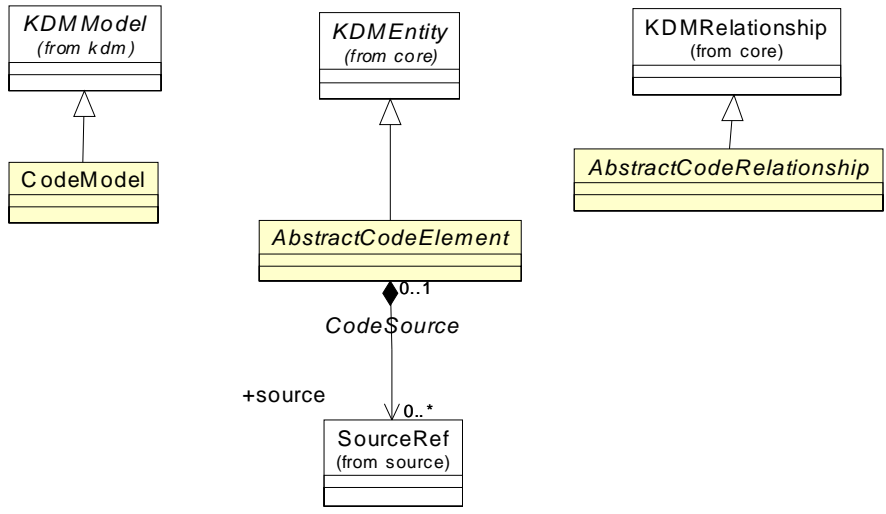 KDMModel
(from kdm)
KDMEntity
(from core)
KDMRelationship
(from core)
CodeModel
AbstractCodeRelationship
AbstractCodeElement
0..1
CodeSource
+source
0..*
SourceRef
(from source)